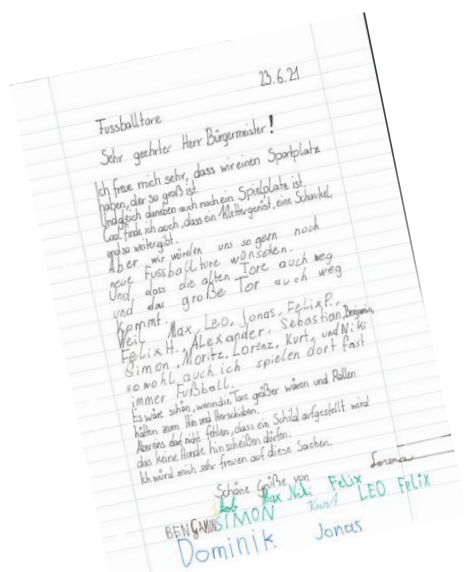 23.6.21
Fussballtore
Sehr geehrter Herr Bürgermeister!
Ich freue mich sehr, dass wir einen Sportplatz
haben, der so groß ist.
Und gleich daneben auch noch ein Spielplatz ist.
Cool finde ich auch, dass ein Klettergerüst, eine Schaukel,
und so weiter gibt.
Aber wir würden uns so gern noch
neue Fussballtore wünschen.
Und dass die alten Tore auch weg
und das große Tor auch weg
kommt.
Weil Max, Leo, Jonas, Felix P.,
Felix H., Alexander, Sebastian, Benjamin,
Simon, Moritz, Lorenz, Kurt, und Niki
sowohl auch ich spielen dort fast
immer Fußball.
Es wäre schön, wenn die Tore größer wären und Rollen
hätten zum Hin und Herschieben.
darf nicht fehlen, dass ein Schild aufgestellt wird
das keine Hunde hinscheißen dürfen.
Ich würd mich sehr freuen auf diese Sachen.
Schöne Grüße von Lorenz
Max Niki Felix
BENJAMIN SIMON Kurt LEO FELIX
Dominik Jonas